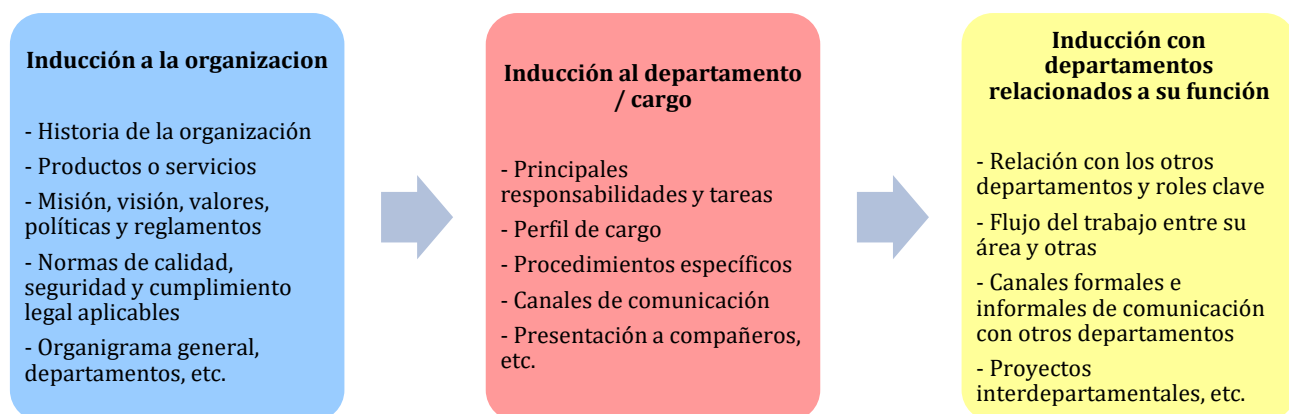 Inducción a la organizacion
- Historia de la organización
- Productos o servicios
- Misión, visión, valores,
políticas y reglamentos
- Normas de calidad,
seguridad y cumplimiento
legal aplicables
- Organigrama general,
departamentos, etc.
Inducción al departamento
/ cargo
- Principales
responsabilidades y tareas
- Perfil de cargo
- Procedimientos específicos
- Canales de comunicación
- Presentación a compañeros,
etc.
Inducción con
departamentos
relacionados a su función
- Relación con los otros
departamentos y roles clave
- Flujo del trabajo entre su
área y otras
- Canales formales e
informales de comunicación
con otros departamentos
- Proyectos
interdepartamentales, etc.